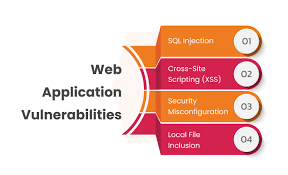 Web
Application
Vulnerabilities
SQL Injection
01
Cross-Site
Scripting (XSS)
02
Security
Misconfiguration
03
Local File
Inclusion
04